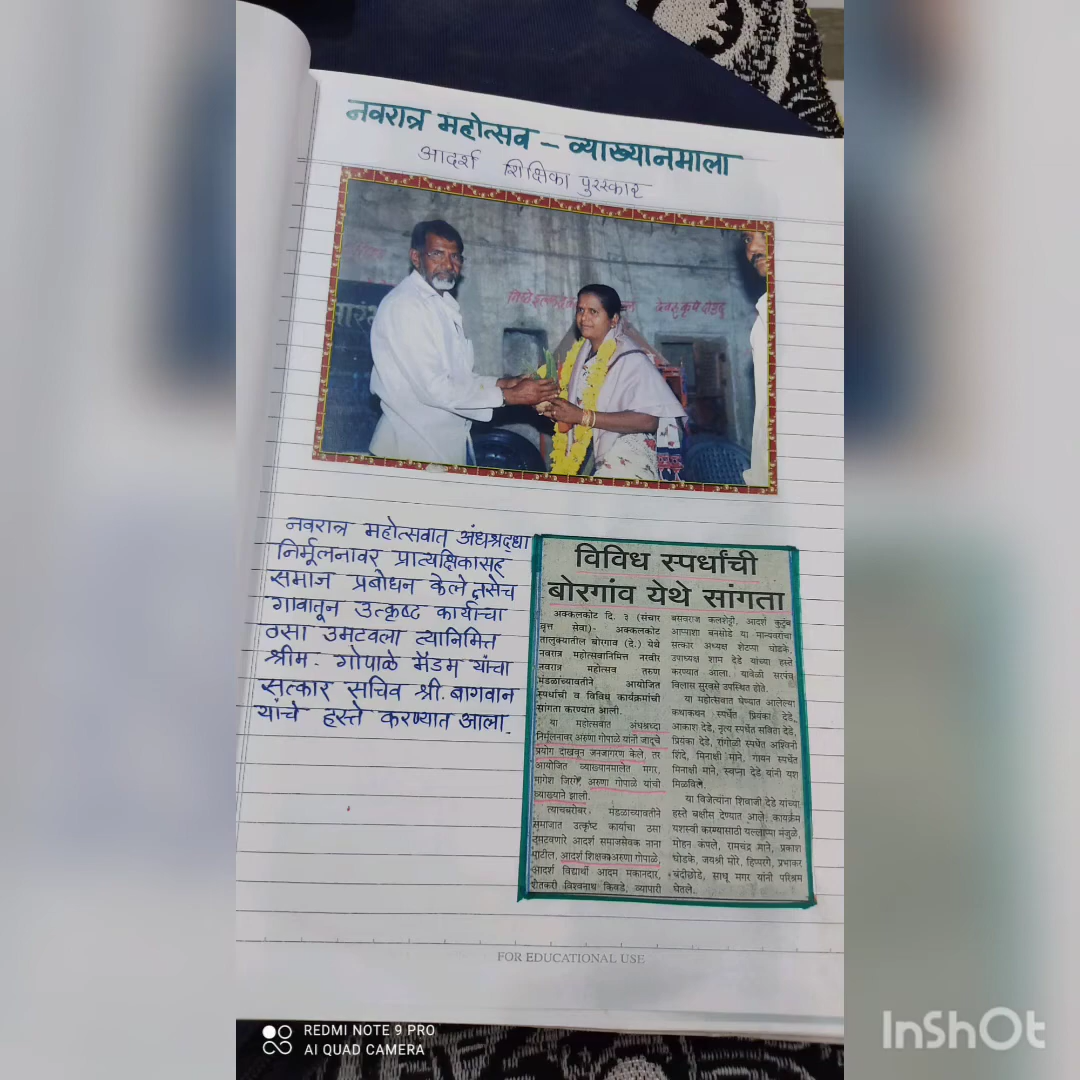 नवरात्र महोत्सव – व्याख्यानमाला
आदर्श शिक्षिका पुरस्कार
नवरात्र महोत्सवात अंधश्रद्धा
निर्मूलनावर प्रात्यक्षिकासह
समाज प्रबोधन केले तसेच
गावातून उत्कृष्ट कार्याचा
ठसा उमटवला त्यानिमित्त
श्रीम. गोपाळे मॅडम यांचा
सत्कार सचिव श्री. बागवान
यांचे हस्ते करण्यात आला.
विविध स्पर्धांची
बोरगांव येथे सांगता
अक्कलकोट दि. ३ (संचार
वृत्त सेवा)- अक्कलकोट
तालुक्यातील बोरगाव (दे.) येथे
नवरात्र महोत्सवानिमित्त नरवीर
नवरात्र महोत्सव तरुण
मंडळाच्यावतीने आयोजित
स्पर्धांची व विविध कार्यक्रमांची
सांगता करण्यात आली.
या महोत्सवात अंधश्रध्दा
निर्मूलनावर अरुणा गोपाळे यांनी जादूचे
प्रयोग दाखवून जनजागरण केले. तर
आयोजित व्याख्यानमालेत मगर,
नागेश जिरगे, अरुणा गोपाळे यांची
व्याख्याने झाली.
त्याचबरोबर, मंडळाच्यावतीने
समाजात उत्कृष्ट कार्याचा ठसा
उमटवणारे आदर्श समाजसेवक नाना
पाटील, आदर्श शिक्षका अरुणा गोपाळे,
आदर्श विद्यार्थी आदम मकानदार,
शेतकरी विश्वनाथ किवडे, व्यापारी
बसवराज कलशेट्टी, आदर्श कुटुंब
आप्पाशा बनसोडे या मान्यवरांचा
सत्कार अध्यक्ष शेटप्पा घोडके,
उपाध्यक्ष शाम देडे यांच्या हस्ते
करण्यात आला. यावेळी सरपंच
विलास सुरवसे उपस्थित होते.
या महोत्सवात घेण्यात आलेल्या
कथाकथन स्पर्धेत प्रियंका देडे,
आकाश देडे, नृत्य स्पर्धेत सविता देडे,
प्रियंका देडे, रांगोळी स्पर्धेत अश्विनी
शिंदे, मिनाक्षी माने, गायन स्पर्धेत
मिनाक्षी माने, स्वप्ना देडे यांनी यश
मिळविले.
या विजेत्यांना शिवाजी देडे यांच्या
हस्ते बक्षीस देण्यात आले. कार्यक्रम
यशस्वी करण्यासाठी यल्लाप्पा मंजुळे,
मोहन कंपले, रामचंद्र माने, प्रकाश
घोडके, जयश्री मोरे, हिप्परगे, प्रभाकर
बंदीछोडे, साधू मगर यांनी परिश्रम
घेतले.
FOR EDUCATIONAL USE
REDMI NOTE 9 PRO
AI QUAD CAMERA
InShOt